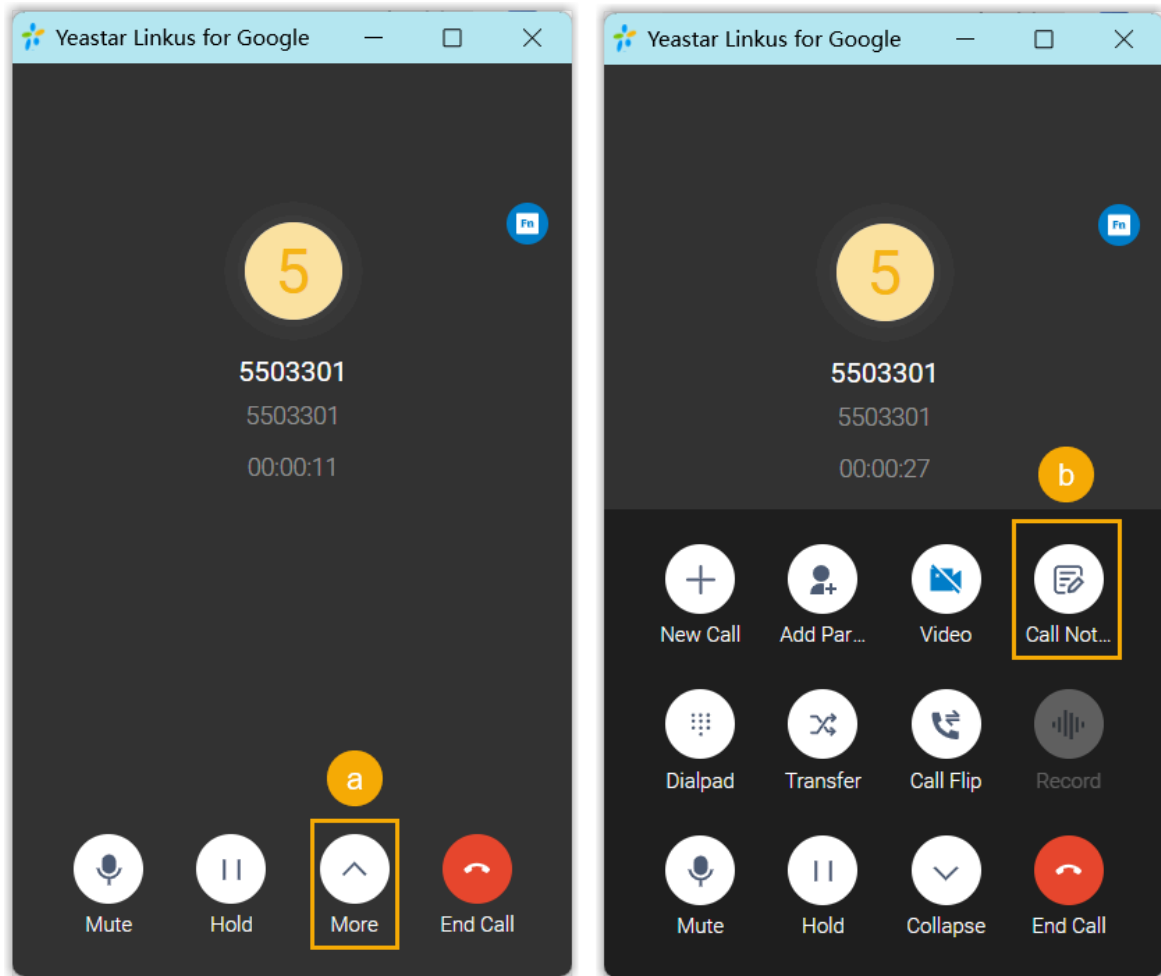 Yeastar Linkus for Google
Fn
5
5503301
5503301
00:00:11
a
Mute Hold More End Call
Yeastar Linkus for Google
Fn
5
5503301
5503301
00:00:27
b
New Call Add Par... Video Call Not...
Dialpad Transfer Call Flip Record
Mute Hold Collapse End Call